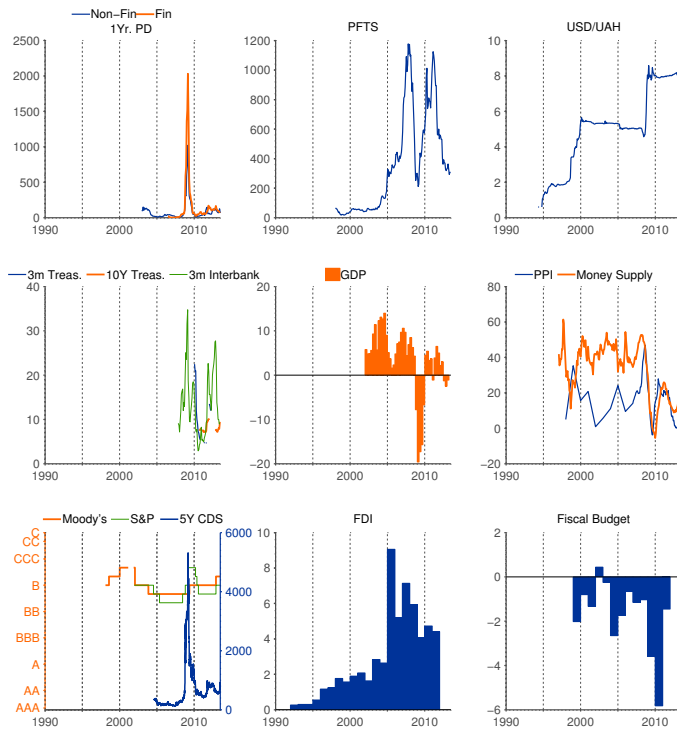 Non-Fin Fin
1Yr. PD
2500
2000
1500
1000
500
0
1990 2000 2010
PFTS
1200
1000
800
600
400
200
0
1990 2000 2010
USD/UAH
10
8
6
4
2
0
1990 2000 2010
3m Treas. 10Y Treas. 3m Interbank
40
30
20
10
0
1990 2000 2010
GDP
20
10
0
−10
−20
1990 2000 2010
PPI Money Supply
80
60
40
20
0
−20
1990 2000 2010
Moody's S&P 5Y CDS
C
CC
CCC
B
BB
BBB
A
AA
AAA
6000
4000
2000
0
1990 2000 2010
FDI
10
8
6
4
2
0
1990 2000 2010
Fiscal Budget
2
0
−2
−4
−6
1990 2000 2010